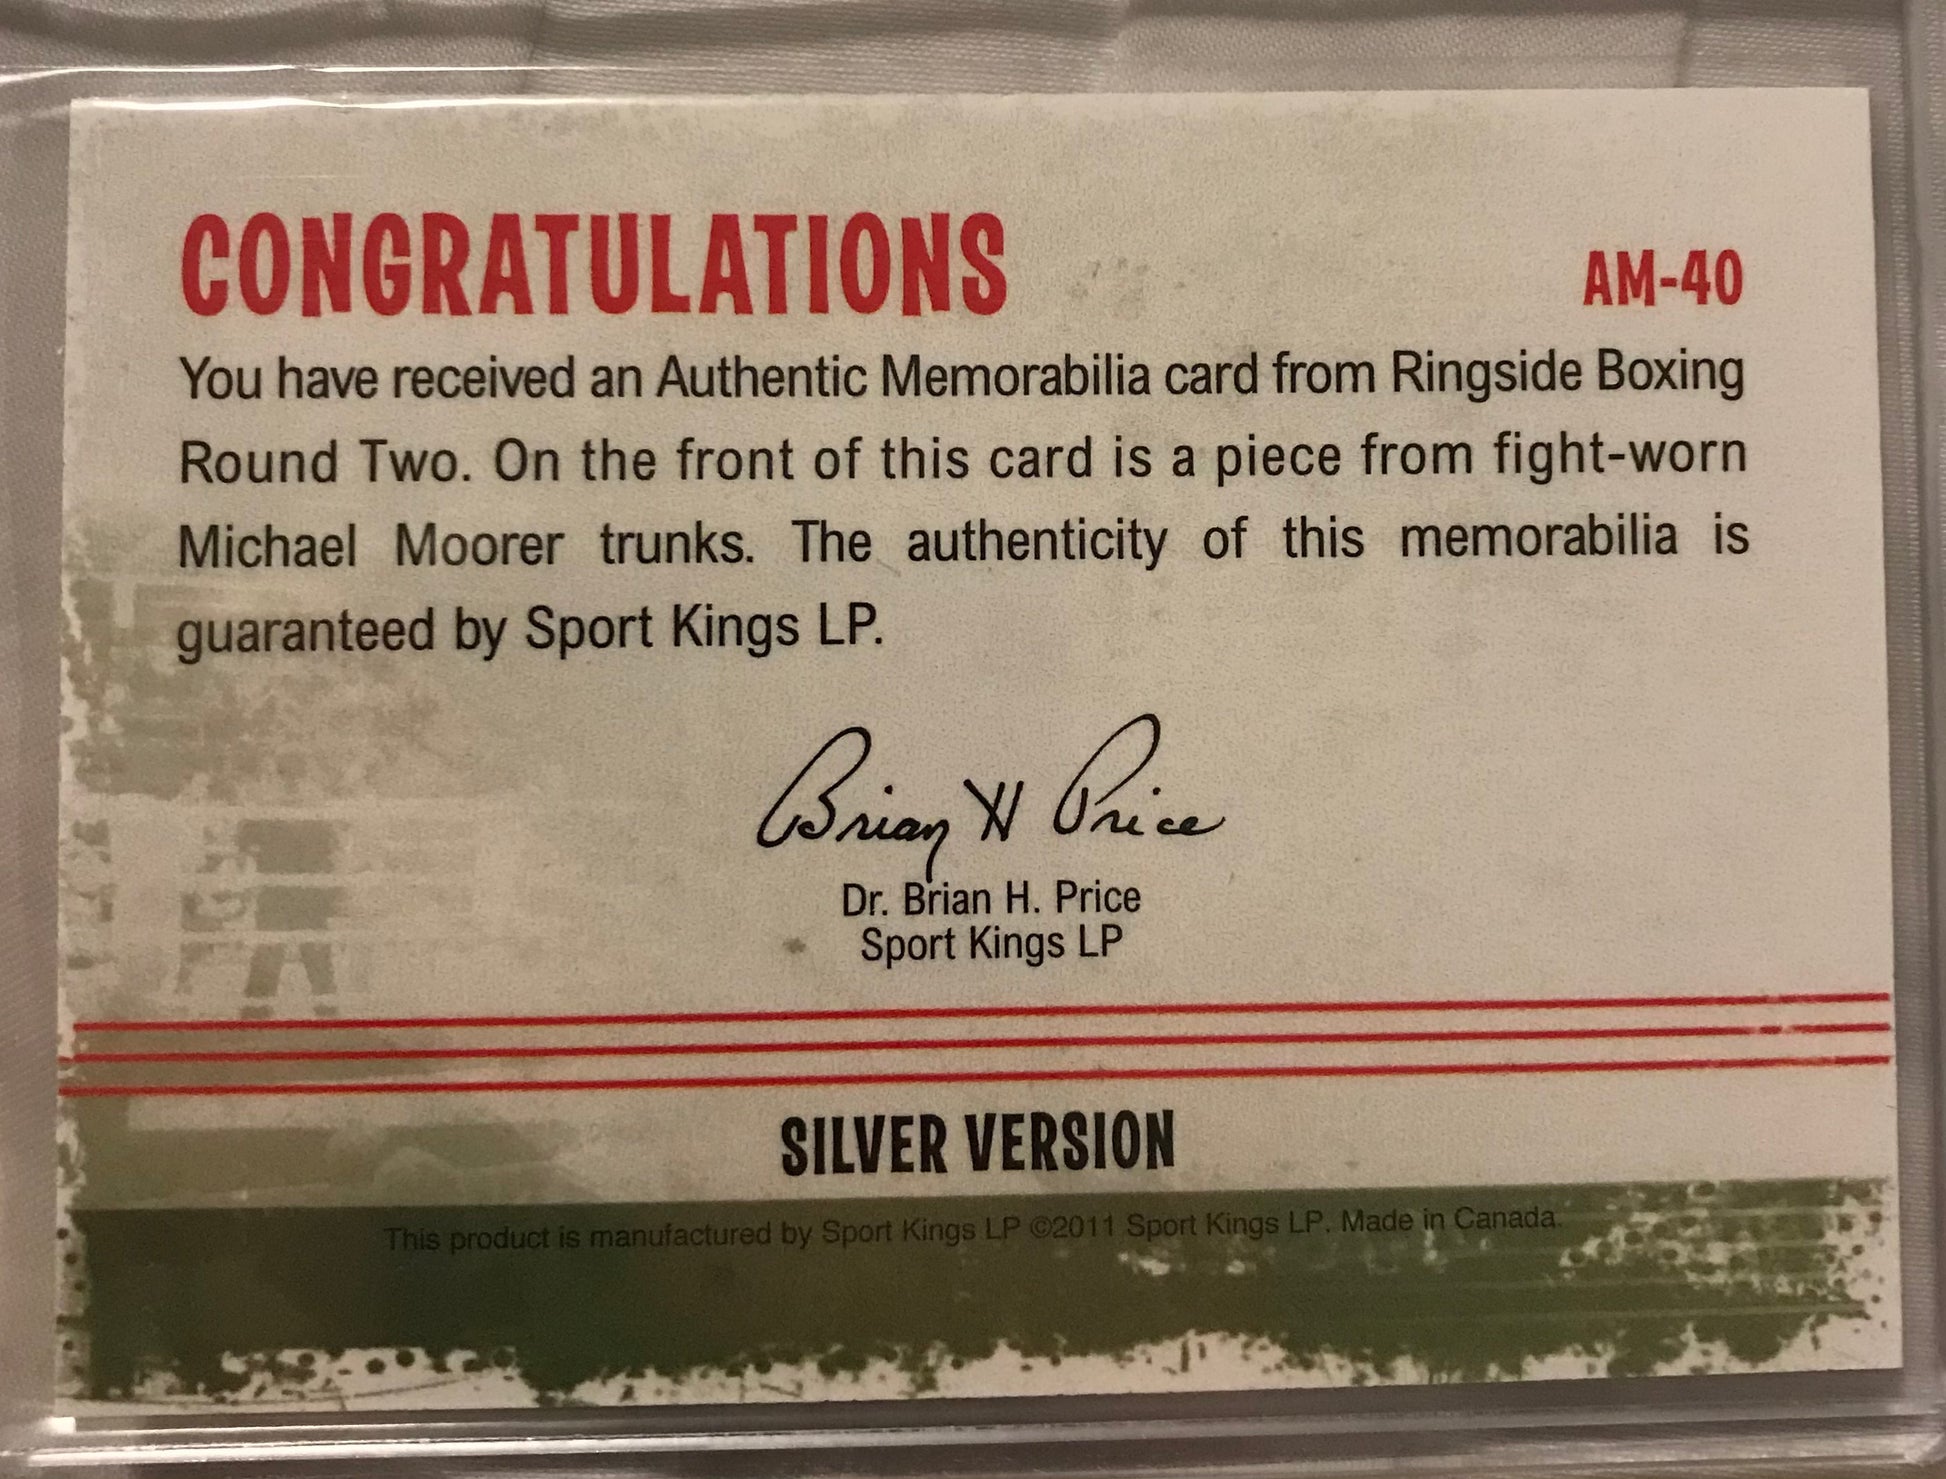 CONGRATULATIONS
AM-40
You have received an Authentic Memorabilia card from Ringside Boxing
Round Two. On the front of this card is a piece from fight-worn
Michael Moorer trunks. The authenticity of this memorabilia is
guaranteed by Sport Kings LP.
Brian H Price
Dr. Brian H. Price
Sport Kings LP
SILVER VERSION
This product is manufactured by Sport Kings LP ©2011 Sport Kings LP. Made in Canada.